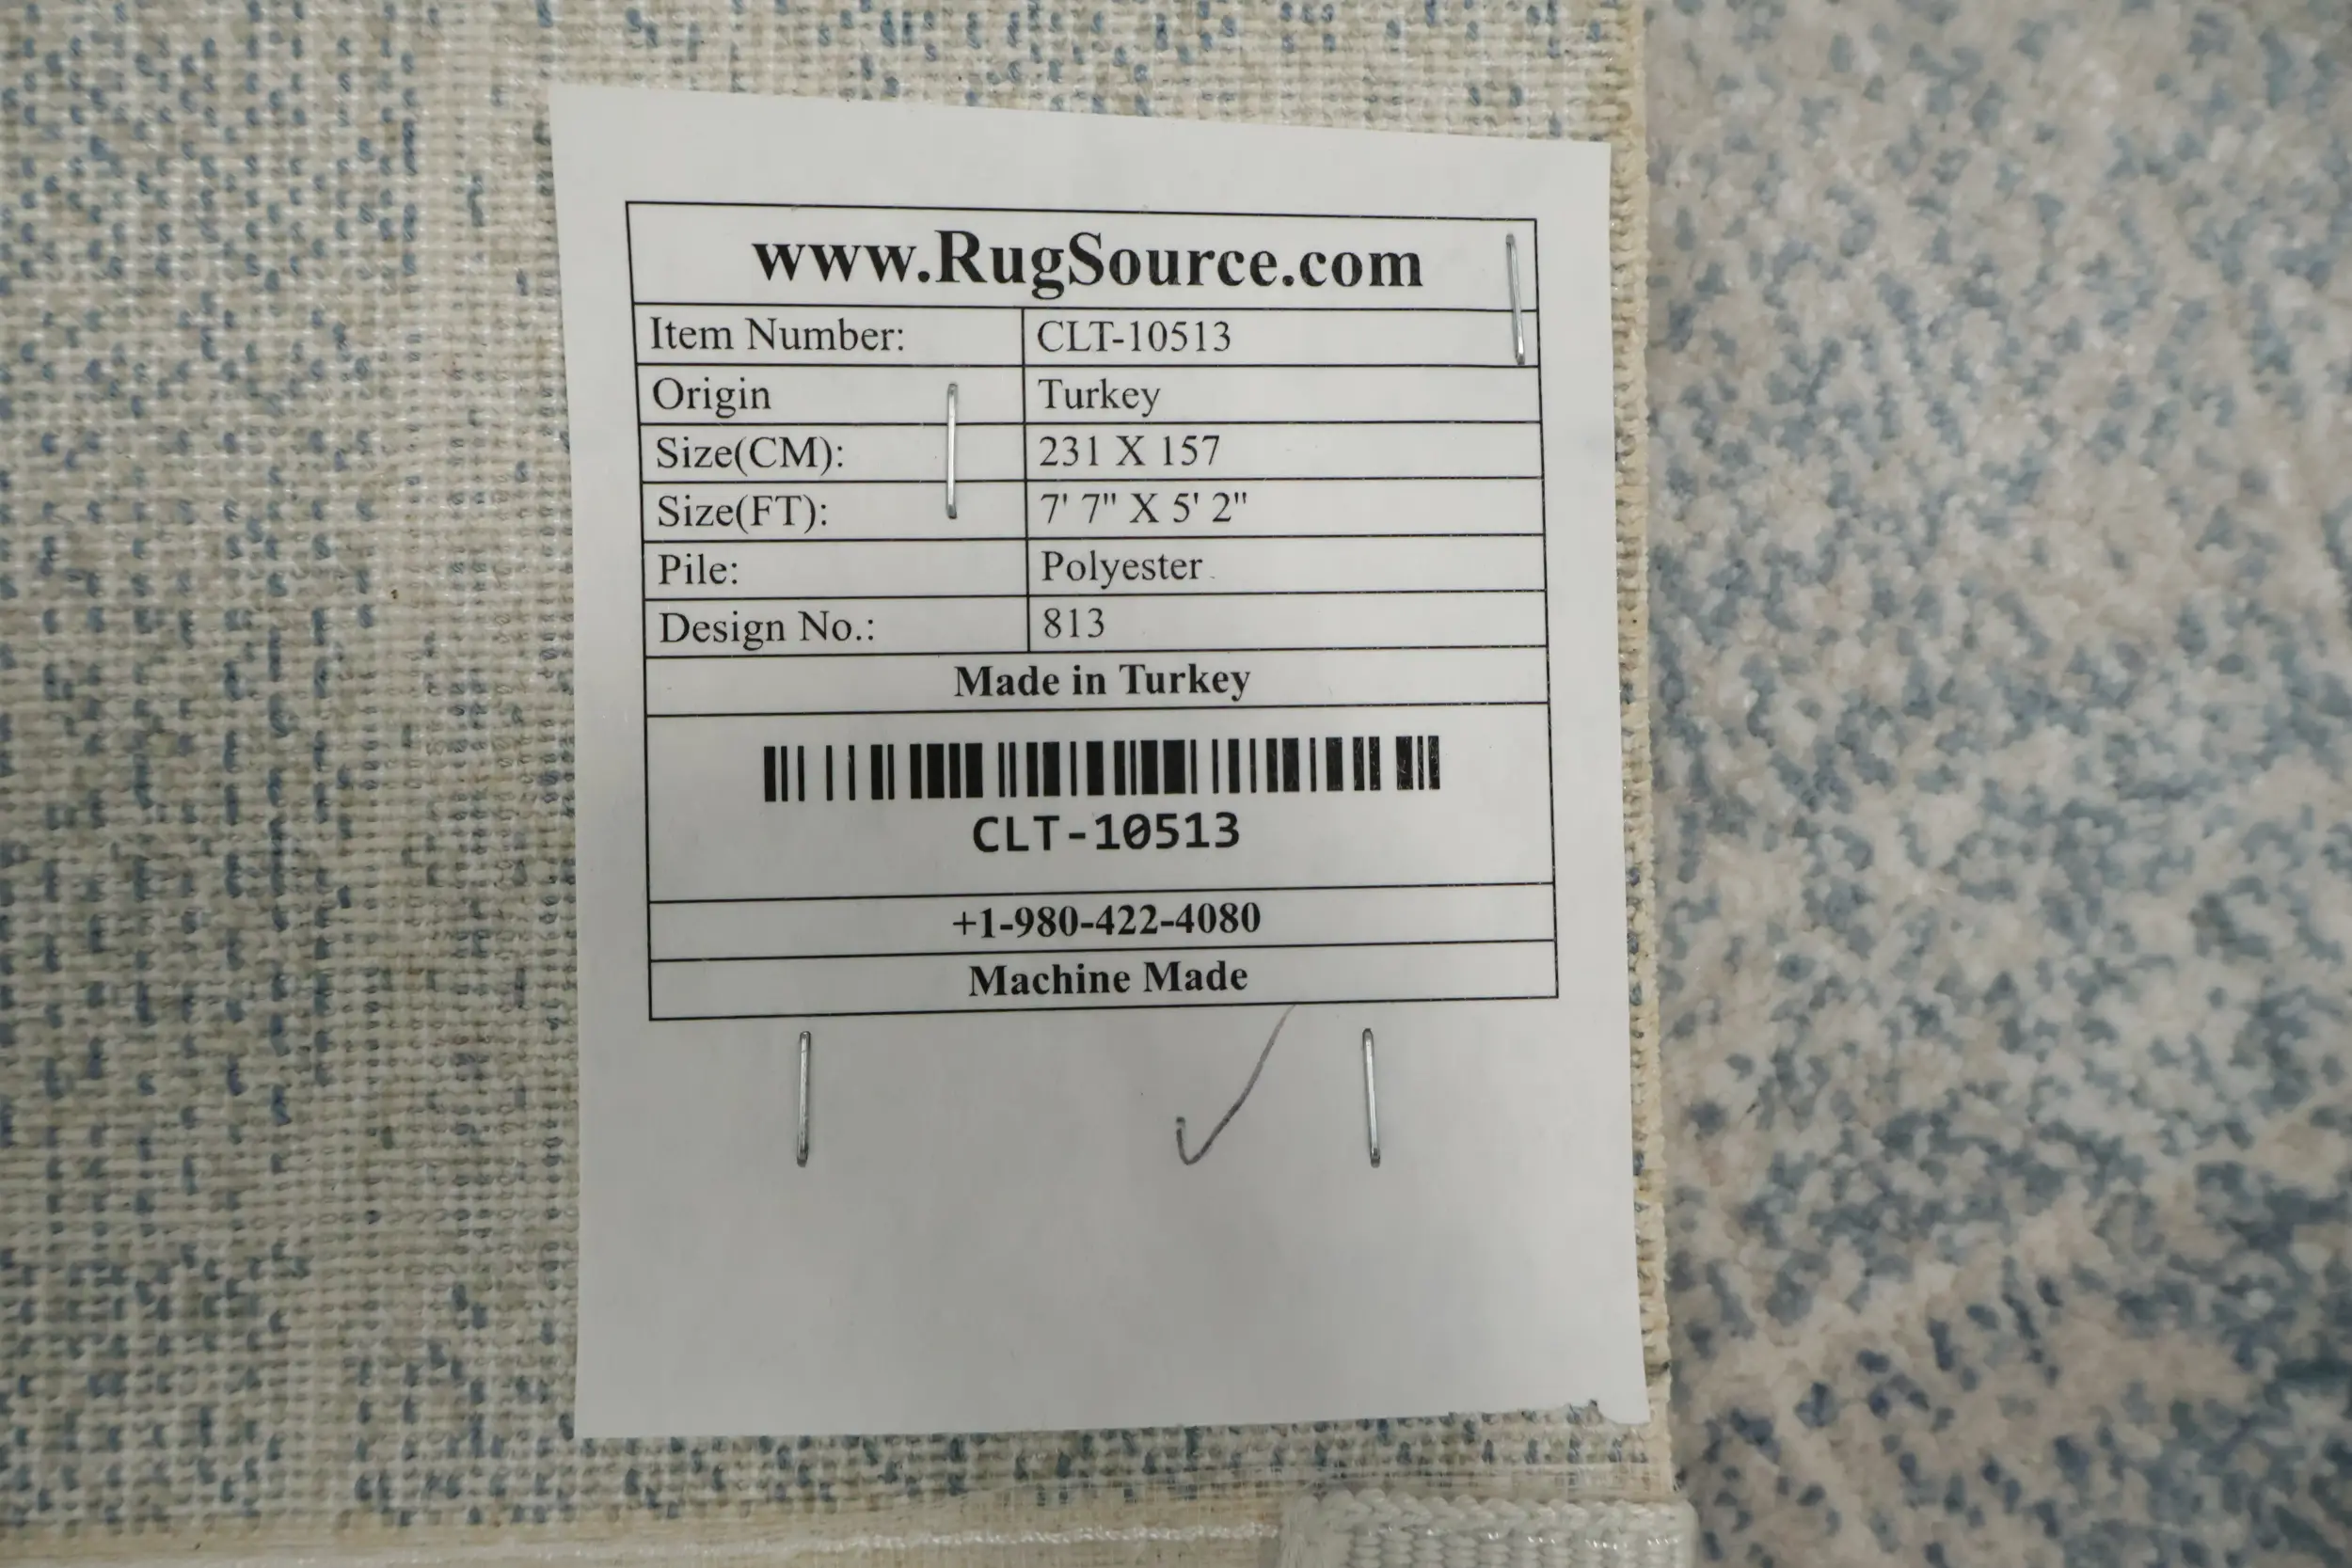 www.RugSource.com
Item Number: CLT-10513
Origin Turkey
Size(CM): 231 X 157
Size(FT): 7' 7" X 5' 2"
Pile: Polyester
Design No.: 813
Made in Turkey
CLT-10513
+1-980-422-4080
Machine Made